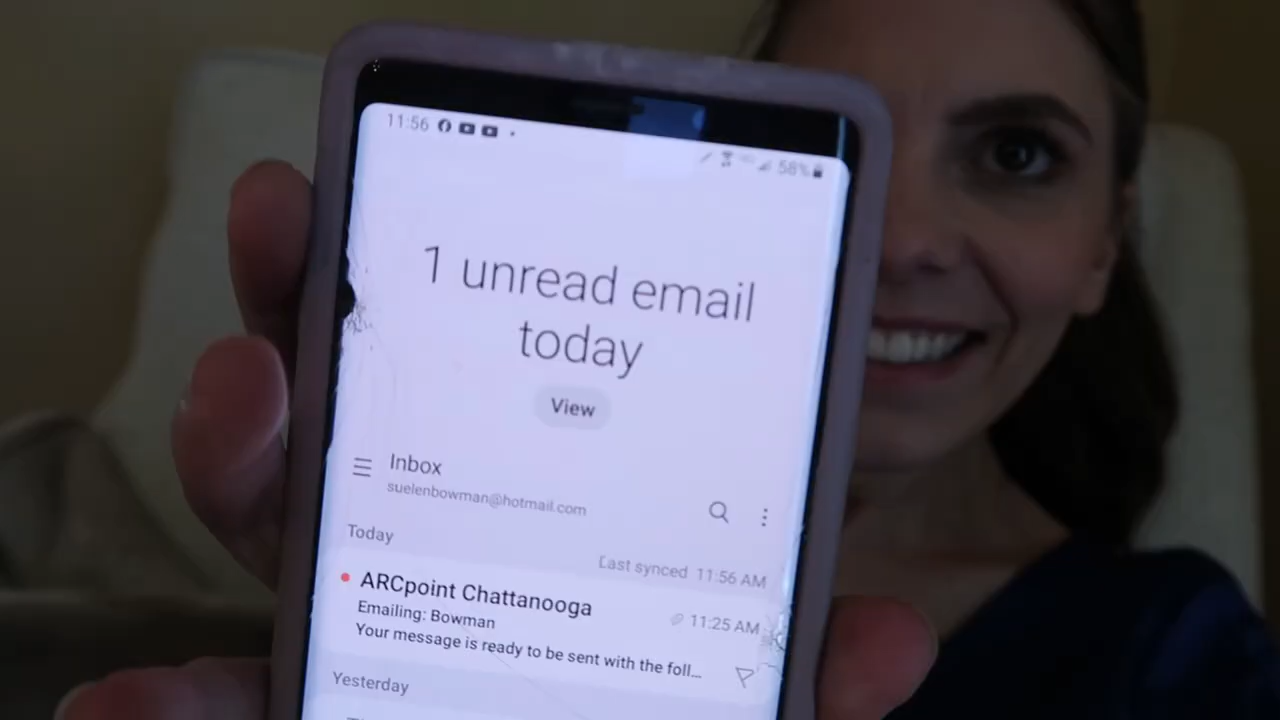 11:56
58%
1 unread email
today
View
Inbox
suelenbowman@hotmail.com
Today
Last synced 11:56 AM
ARCpoint Chattanooga
Emailing: Bowman
11:25 AM
Your message is ready to be sent with the foll...
Yesterday